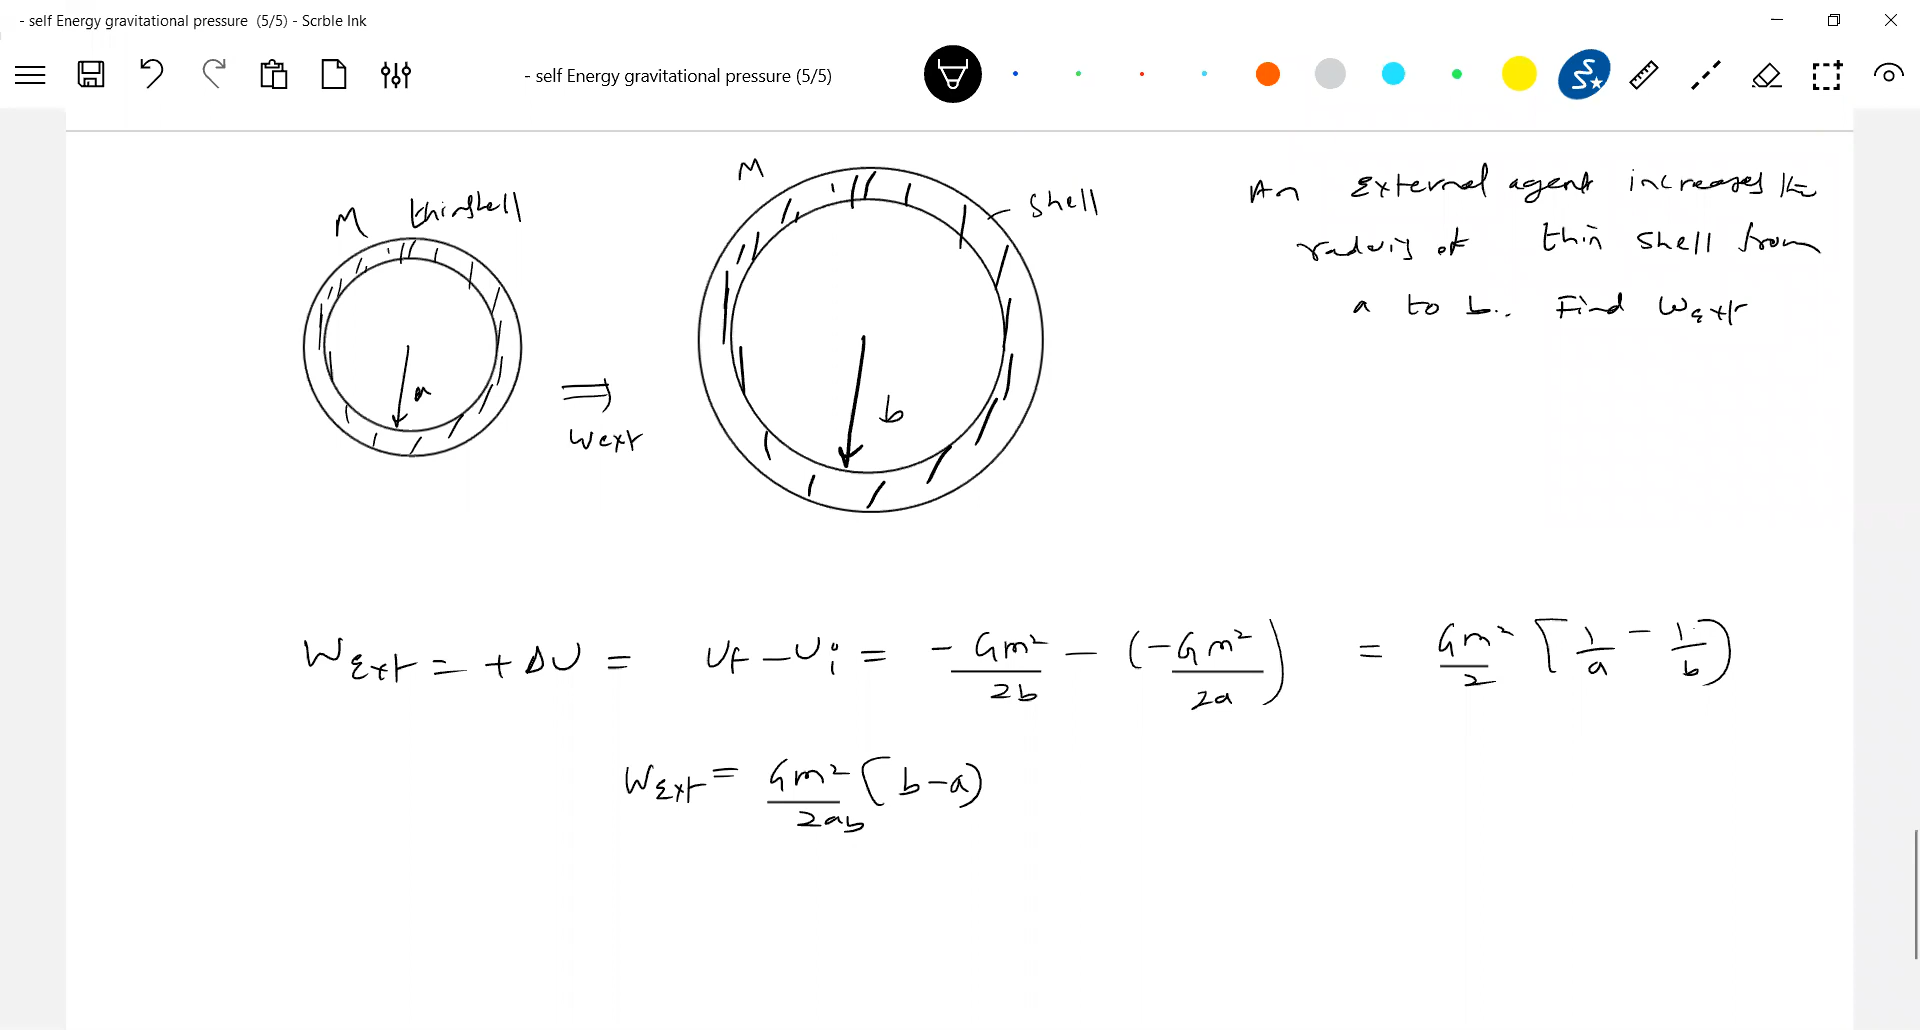 - self Energy gravitational pressure (5/5) - Scrble Ink
- self Energy gravitational pressure (5/5)
M thin shell
a
⇒
Wext
M
shell
b
An External agent increases the
radius of thin shell from
a to b.. Find Wext
WExt = +ΔU = Uf - Ui = -Gm²/2b - (-Gm²/2a) = Gm²/2 [1/a - 1/b]
WExt = Gm²/2ab (b-a)